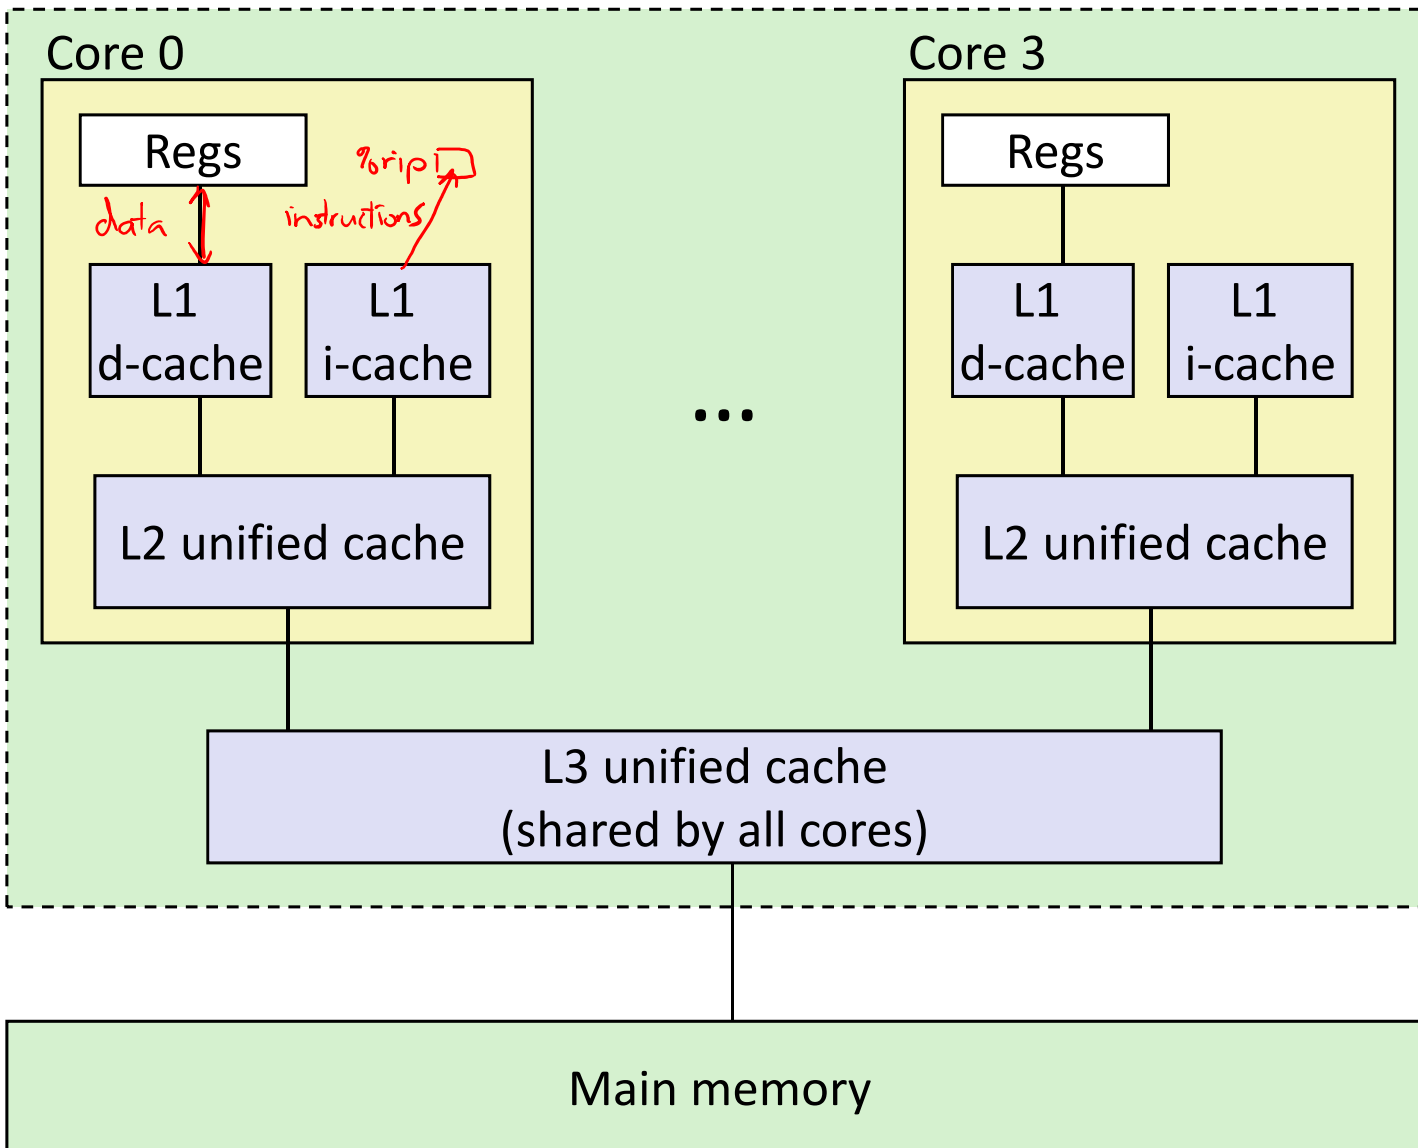 Core 0
Core 3
Regs
%rip
Regs
data
instructions
L1
d-cache
L1
i-cache
L1
d-cache
L1
i-cache
...
L2 unified cache
L2 unified cache
L3 unified cache
(shared by all cores)
Main memory